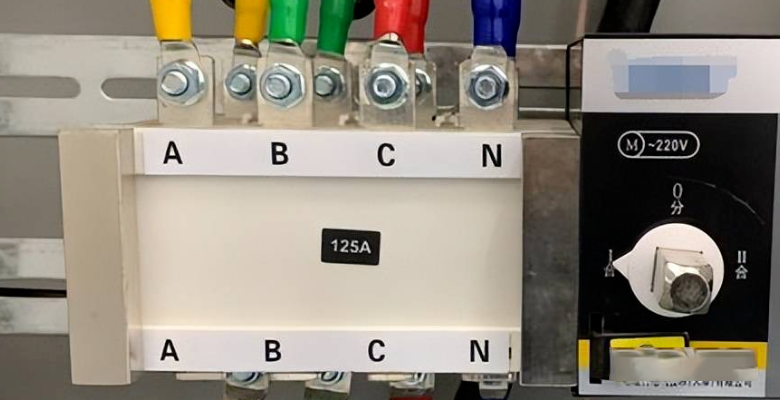 A B C N
125A
A B C N
M ~220V
0
分
I
合
II
合